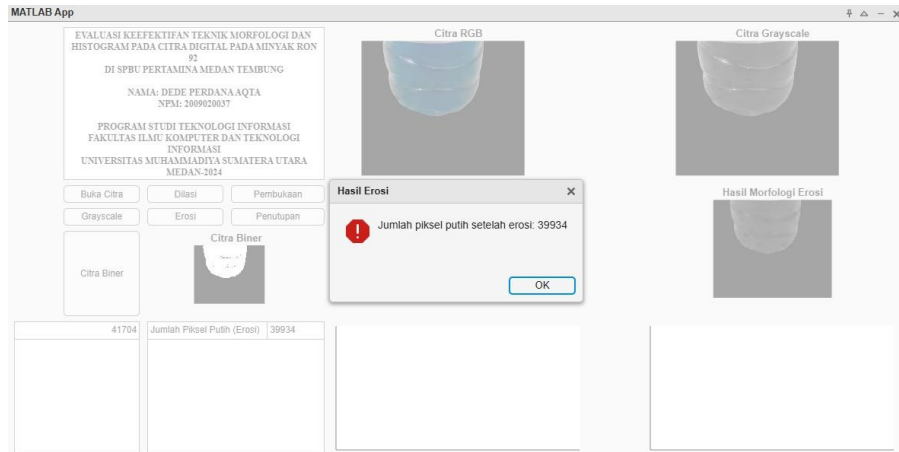 MATLAB App
EVALUASI KEEFEKTIFAN TEKNIK MORFOLOGI DAN
HISTOGRAM PADA CITRA DIGITAL PADA MINYAK RON
92
DI SPBU PERTAMINA MEDAN TEMBUNG
NAMA: DEDE PERDANA AQTA
NPM: 2009020037
PROGRAM STUDI TEKNOLOGI INFORMASI
FAKULTAS ILMU KOMPUTER DAN TEKNOLOGI
INFORMASI
UNIVERSITAS MUHAMMADIYA SUMATERA UTARA
MEDAN-2024
Citra RGB
Citra Grayscale
Buka Citra
Dilasi
Pembukaan
Grayscale
Erosi
Penutupan
Citra Biner
Citra Biner
Hasil Erosi
Jumlah piksel putih setelah erosi: 39934
OK
Hasil Morfologi Erosi
41704
Jumlah Piksel Putih (Erosi)
39934